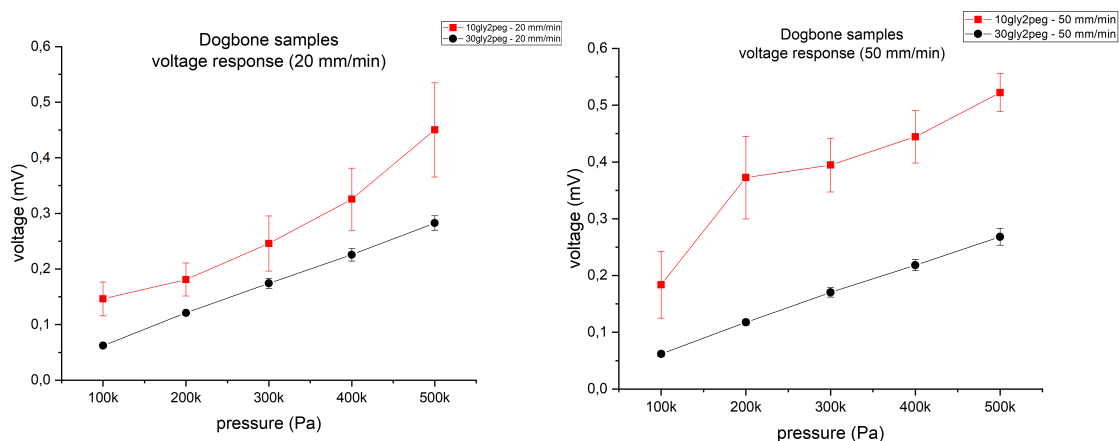 10gly2peg - 20 mm/min
30gly2peg - 20 mm/min
Dogbone samples
voltage response (20 mm/min)
0,6
0,5
0,4
0,3
0,2
0,1
0,0
voltage (mV)
100k 200k 300k 400k 500k
pressure (Pa)
10gly2peg - 50 mm/min
30gly2peg - 50 mm/min
Dogbone samples
voltage response (50 mm/min)
0,6
0,5
0,4
0,3
0,2
0,1
0,0
voltage (mV)
100k 200k 300k 400k 500k
pressure (Pa)